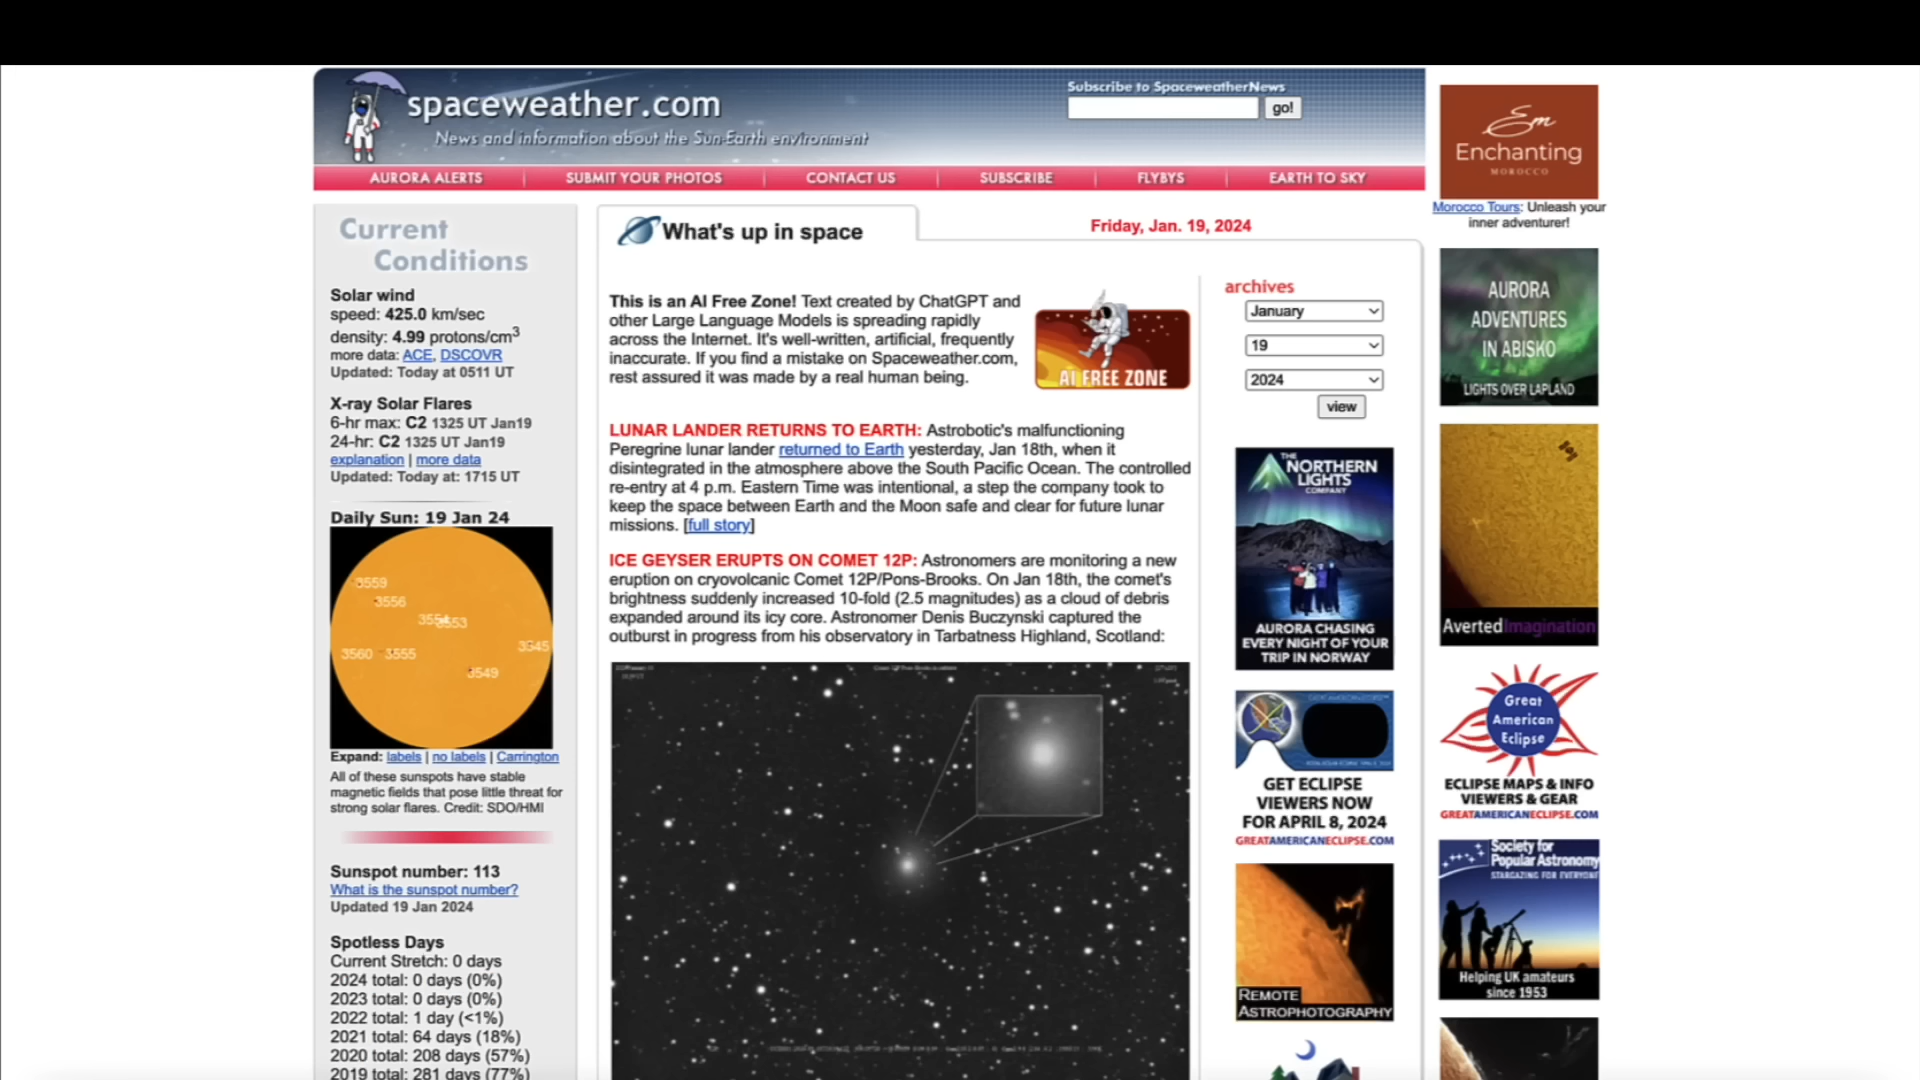 spaceweather.com
News and information about the Sun-Earth environment
Subscribe to SpaceweatherNews
go!
AURORA ALERTS
SUBMIT YOUR PHOTOS
CONTACT US
SUBSCRIBE
FLYBYS
EARTH TO SKY
Current
Conditions
Solar wind
speed: 425.0 km/sec
density: 4.99 protons/cm3
more data: ACE, DSCOVR
Updated: Today at 0511 UT
X-ray Solar Flares
6-hr max: C2 1325 UT Jan19
24-hr: C2 1325 UT Jan19
explanation | more data
Updated: Today at: 1715 UT
Daily Sun: 19 Jan 24
3559
3556
3554
3553
3545
3560
3555
3549
Expand: labels | no labels | Carrington
All of these sunspots have stable
magnetic fields that pose little threat for
strong solar flares. Credit: SDO/HMI
Sunspot number: 113
What is the sunspot number?
Updated 19 Jan 2024
Spotless Days
Current Stretch: 0 days
2024 total: 0 days (0%)
2023 total: 0 days (0%)
2022 total: 1 day (<1%)
2021 total: 64 days (18%)
2020 total: 208 days (57%)
2019 total: 281 days (77%)
What's up in space
Friday, Jan. 19, 2024
This is an AI Free Zone! Text created by ChatGPT and
other Large Language Models is spreading rapidly
across the Internet. It's well-written, artificial, frequently
inaccurate. If you find a mistake on Spaceweather.com,
rest assured it was made by a real human being.
AI FREE ZONE
LUNAR LANDER RETURNS TO EARTH: Astrobotic's malfunctioning
Peregrine lunar lander returned to Earth yesterday, Jan 18th, when it
disintegrated in the atmosphere above the South Pacific Ocean. The controlled
re-entry at 4 p.m. Eastern Time was intentional, a step the company took to
keep the space between Earth and the Moon safe and clear for future lunar
missions. [full story]
ICE GEYSER ERUPTS ON COMET 12P: Astronomers are monitoring a new
eruption on cryovolcanic Comet 12P/Pons-Brooks. On Jan 18th, the comet's
brightness suddenly increased 10-fold (2.5 magnitudes) as a cloud of debris
expanded around its icy core. Astronomer Denis Buczynski captured the
outburst in progress from his observatory in Tarbatness Highland, Scotland:
archives
January
19
2024
view
THE
NORTHERN
LIGHTS
COMPANY
AURORA CHASING
EVERY NIGHT OF YOUR
TRIP IN NORWAY
GET ECLIPSE
VIEWERS NOW
FOR APRIL 8, 2024
GREATAMERICANECLIPSE.COM
REMOTE
ASTROPHOTOGRAPHY
Em
Enchanting
MOROCCO
Morocco Tours: Unleash your
inner adventurer!
AURORA
ADVENTURES
IN ABISKO
LIGHTS OVER LAPLAND
AvertedImagination
Great
American
Eclipse
ECLIPSE MAPS & INFO
VIEWERS & GEAR
GREATAMERICANECLIPSE.COM
Society for
Popular Astronomy
STARGAZING FOR EVERYONE
Helping UK amateurs
since 1953